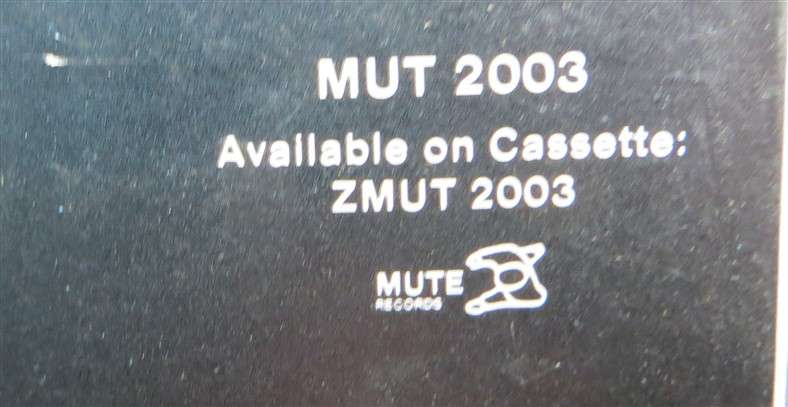 MUT 2003
Available on Cassette:
ZMUT 2003
MUTE
RECORDS